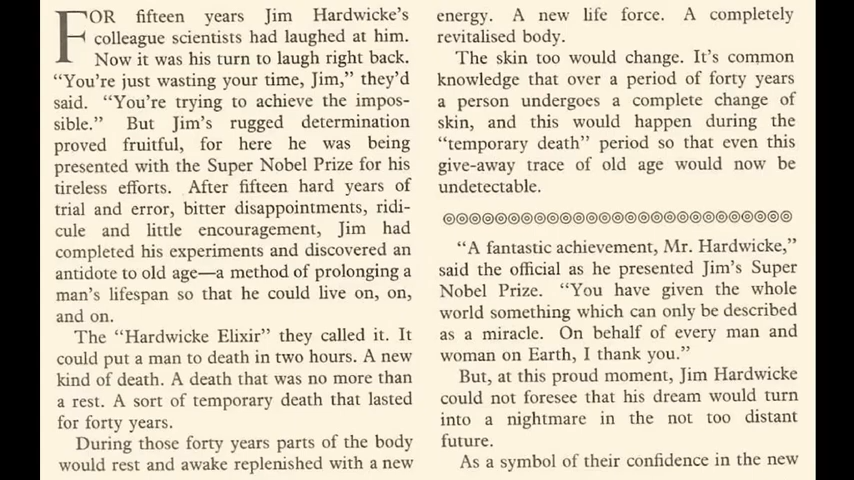 FOR fifteen years Jim Hardwicke's
colleague scientists had laughed at him.
Now it was his turn to laugh right back.
"You're just wasting your time, Jim," they'd
said. "You're trying to achieve the impos-
sible." But Jim's rugged determination
proved fruitful, for here he was being
presented with the Super Nobel Prize for his
tireless efforts. After fifteen hard years of
trial and error, bitter disappointments, ridi-
cule and little encouragement, Jim had
completed his experiments and discovered an
antidote to old age—a method of prolonging a
man's lifespan so that he could live on, on,
and on.
The "Hardwicke Elixir" they called it. It
could put a man to death in two hours. A new
kind of death. A death that was no more than
a rest. A sort of temporary death that lasted
for forty years.
During those forty years parts of the body
would rest and awake replenished with a new
energy. A new life force. A completely
revitalised body.
The skin too would change. It's common
knowledge that over a period of forty years
a person undergoes a complete change of
skin, and this would happen during the
"temporary death" period so that even this
give-away trace of old age would now be
undetectable.
"A fantastic achievement, Mr. Hardwicke,"
said the official as he presented Jim's Super
Nobel Prize. "You have given the whole
world something which can only be described
as a miracle. On behalf of every man and
woman on Earth, I thank you."
But, at this proud moment, Jim Hardwicke
could not foresee that his dream would turn
into a nightmare in the not too distant
future.
As a symbol of their confidence in the new